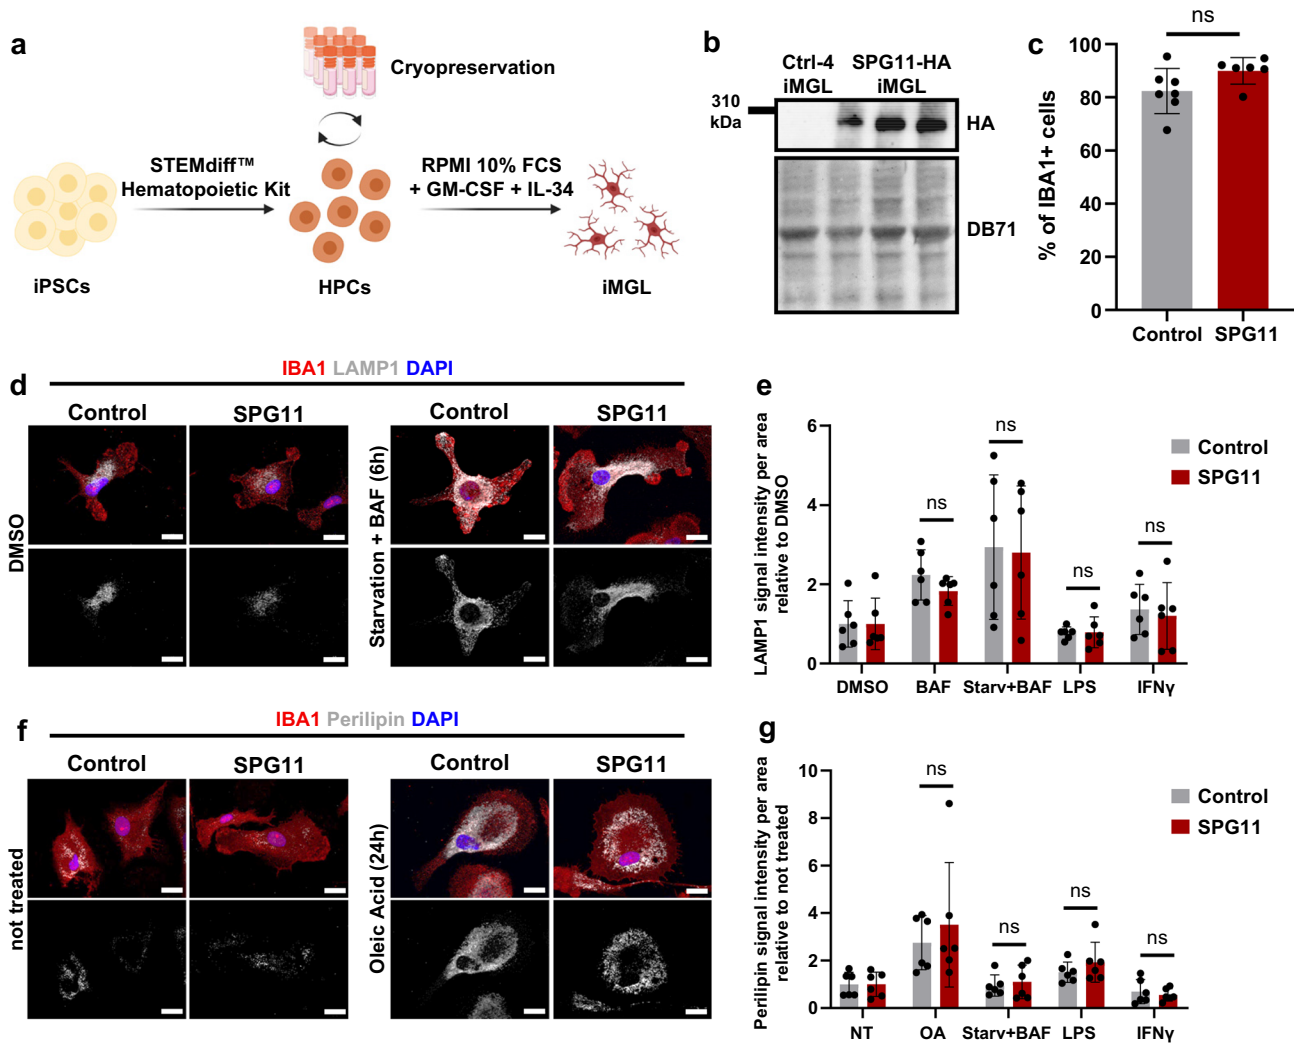 a
Cryopreservation
STEMdiff™
Hematopoietic Kit
RPMI 10% FCS
+ GM-CSF + IL-34
iPSCs
HPCs
iMGL
b
Ctrl-4
iMGL
SPG11-HA
iMGL
310
kDa
HA
DB71
c
ns
% of IBA1+ cells
100
80
60
40
20
0
Control
SPG11
d
IBA1 LAMP1 DAPI
Control
SPG11
Control
SPG11
DMSO
Starvation + BAF (6h)
e
LAMP1 signal intensity per area
relative to DMSO
6
4
2
0
ns
ns
ns
ns
Control
SPG11
DMSO
BAF
Starv+BAF
LPS
IFNγ
f
IBA1 Perilipin DAPI
Control
SPG11
Control
SPG11
not treated
Oleic Acid (24h)
g
Perilipin signal intensity per area
relative to not treated
10
8
6
4
2
0
ns
ns
ns
ns
Control
SPG11
NT
OA
Starv+BAF
LPS
IFNγ